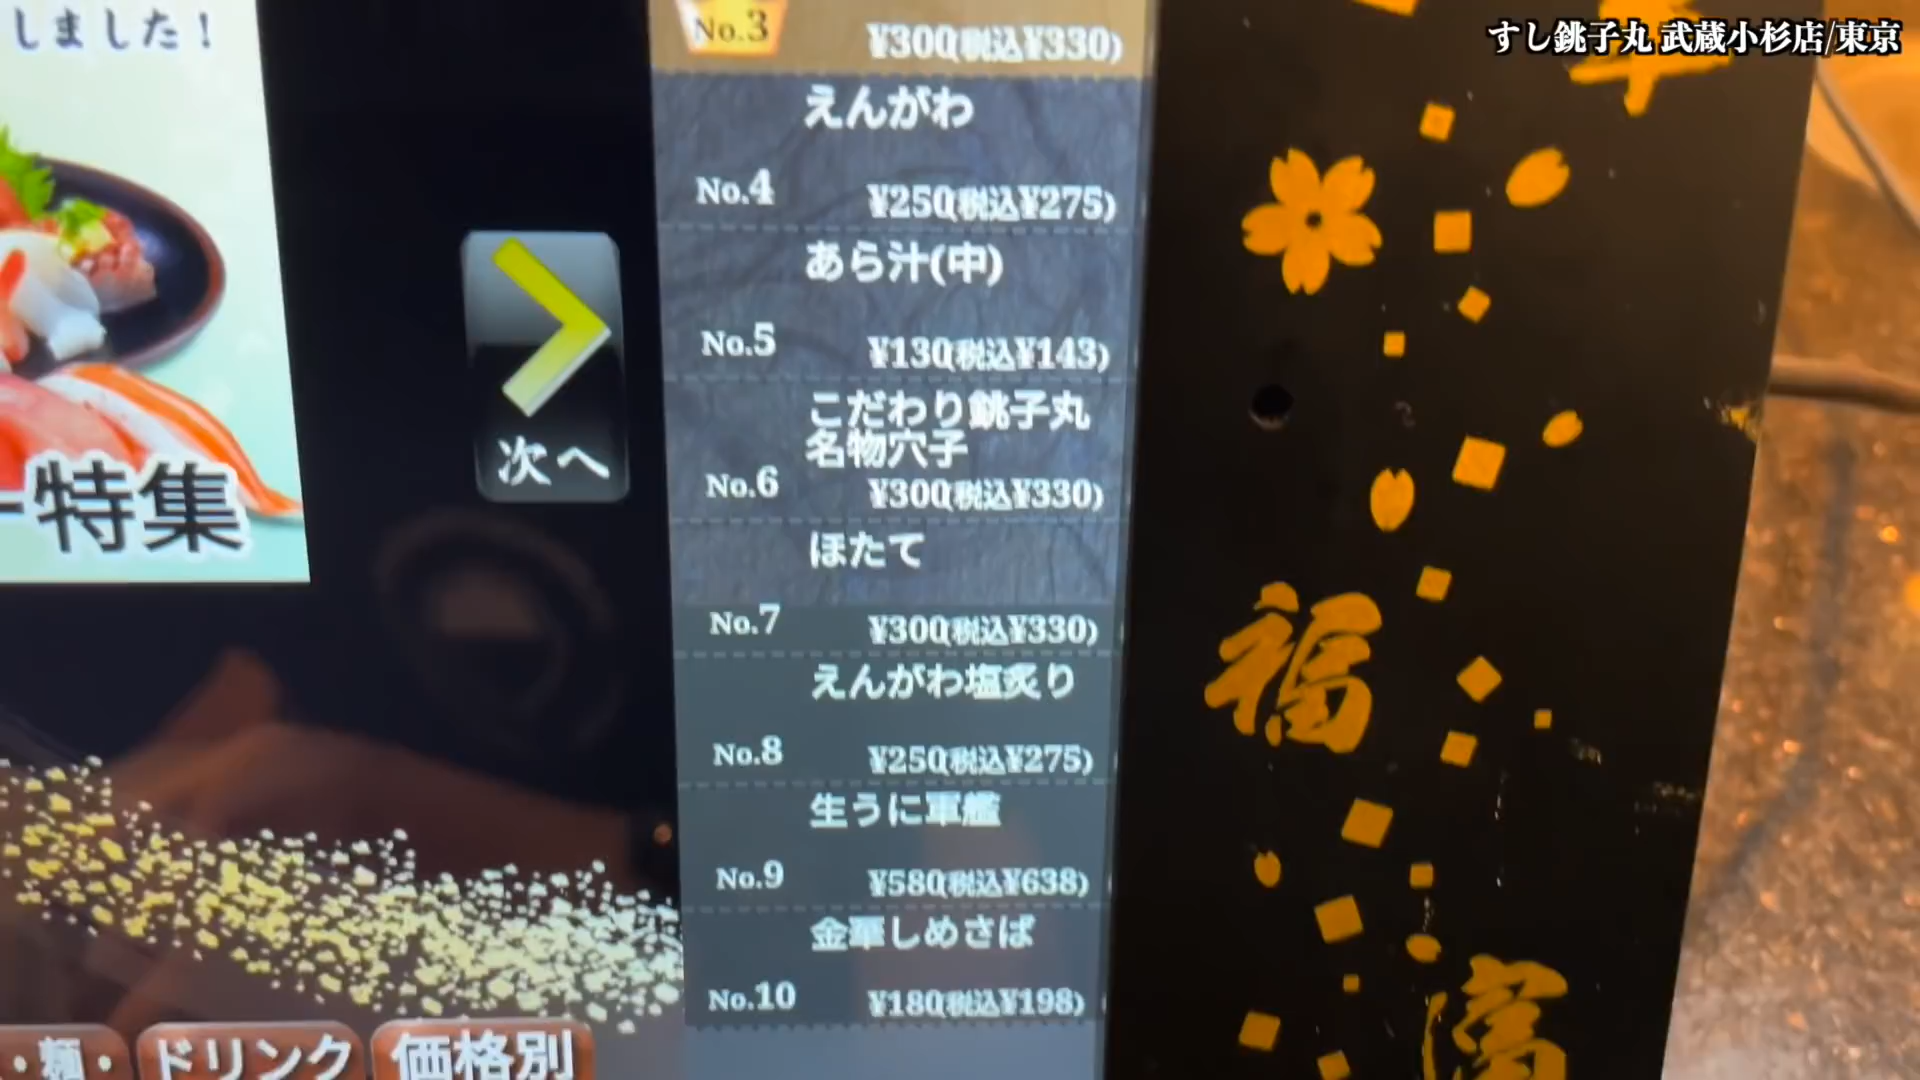 すし銚子丸 武蔵小杉店/東京
しました！
No.3
¥300(税込¥330)
えんがわ
No.4
¥250(税込¥275)
あら汁(中)
No.5
¥130(税込¥143)
こだわり銚子丸
名物穴子
No.6
¥300(税込¥330)
ほたて
No.7
¥300(税込¥330)
えんがわ塩炙り
No.8
¥250(税込¥275)
生うに軍艦
No.9
¥580(税込¥638)
金華しめさば
No.10
¥180(税込¥198)
次へ
ー特集
・麺・
ドリンク
価格別
福
富